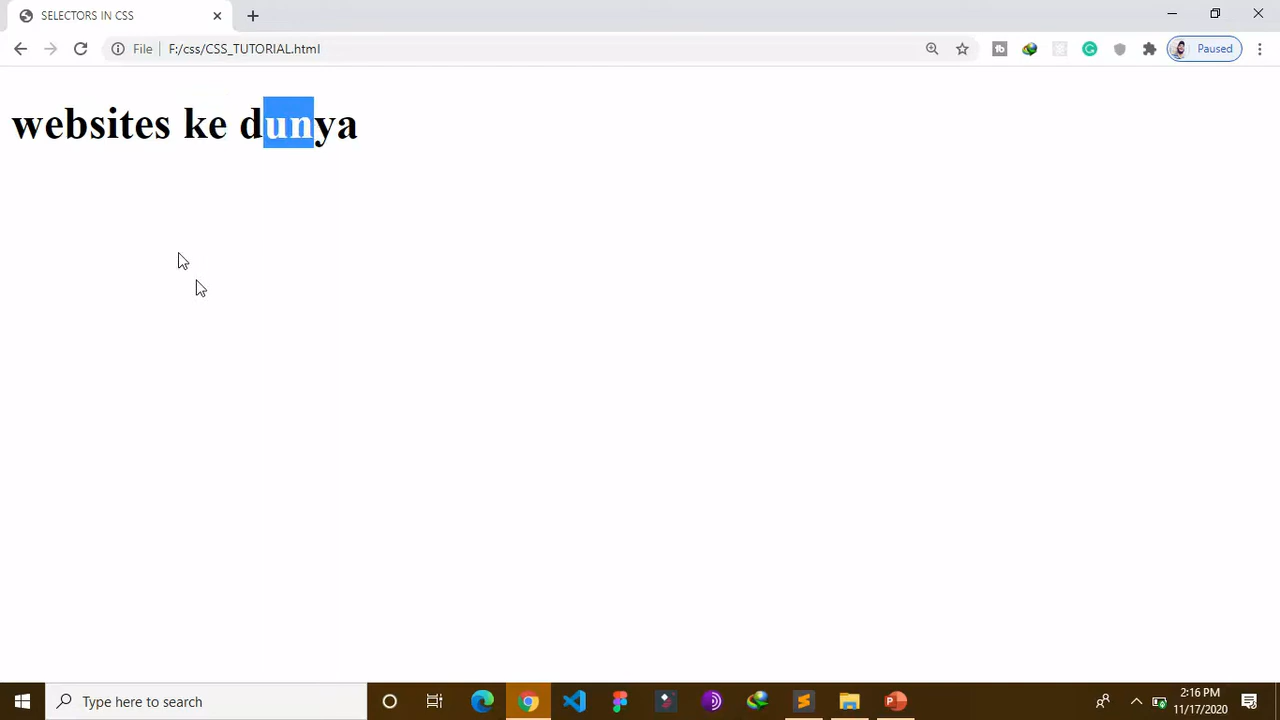 SELECTORS IN CSS
File F:/css/CSS_TUTORIAL.html
Paused
websites ke dunya
Type here to search
2:16 PM
11/17/2020